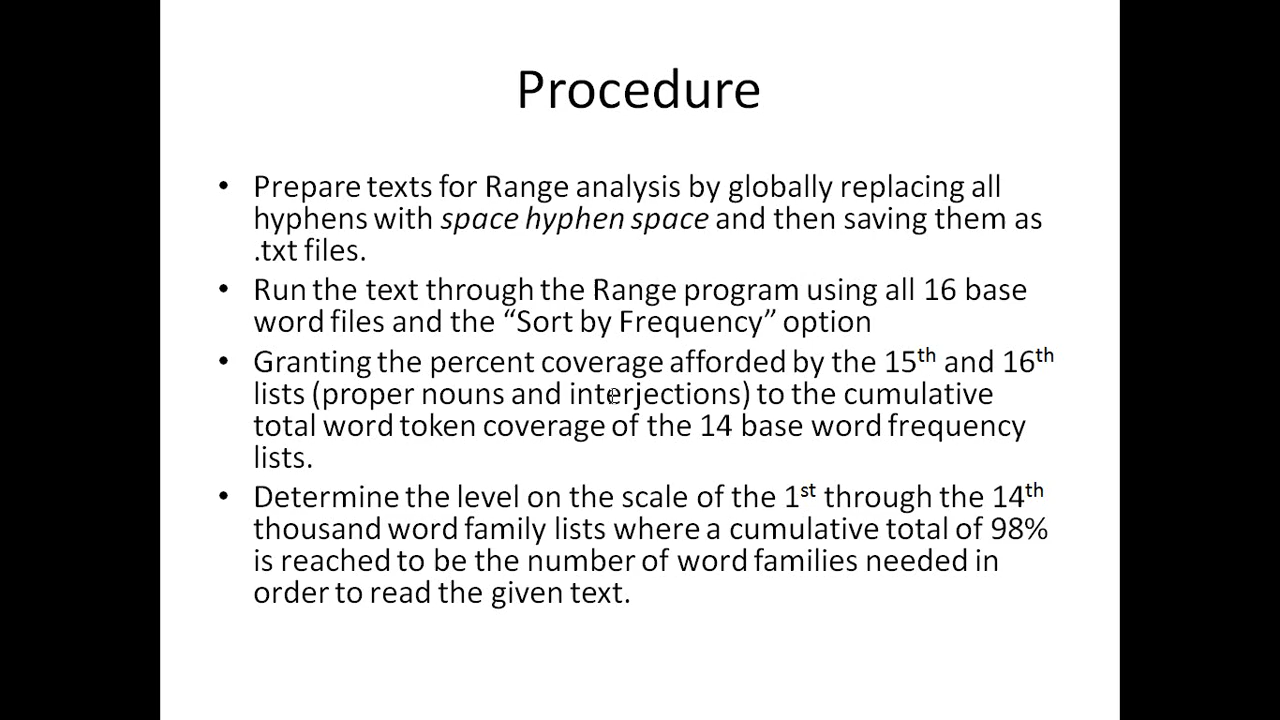 Procedure
• Prepare texts for Range analysis by globally replacing all
hyphens with space hyphen space and then saving them as
.txt files.
• Run the text through the Range program using all 16 base
word files and the “Sort by Frequency” option
• Granting the percent coverage afforded by the 15th and 16th
lists (proper nouns and interjections) to the cumulative
total word token coverage of the 14 base word frequency
lists.
• Determine the level on the scale of the 1st through the 14th
thousand word family lists where a cumulative total of 98%
is reached to be the number of word families needed in
order to read the given text.